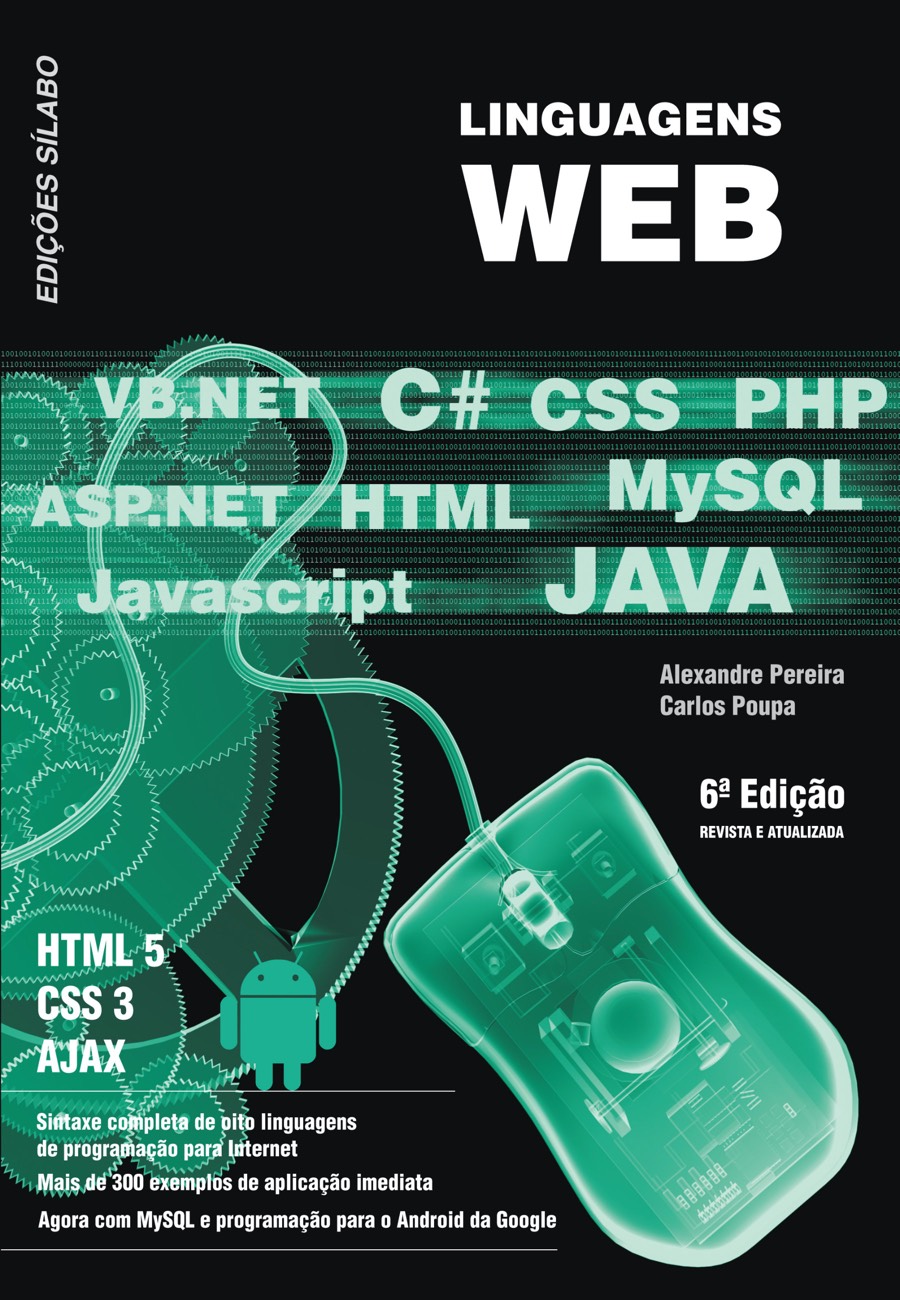 EDIÇÕES SÍLABO
LINGUAGENS
WEB
VB.NET C# CSS PHP
ASP.NET HTML MySQL
Javascript JAVA
Alexandre Pereira
Carlos Poupa
6ª Edição
REVISTA E ATUALIZADA
HTML 5
CSS 3
AJAX
Sintaxe completa de oito linguagens
de programação para Internet
Mais de 300 exemplos de aplicação imediata
Agora com MySQL e programação para o Android da Google